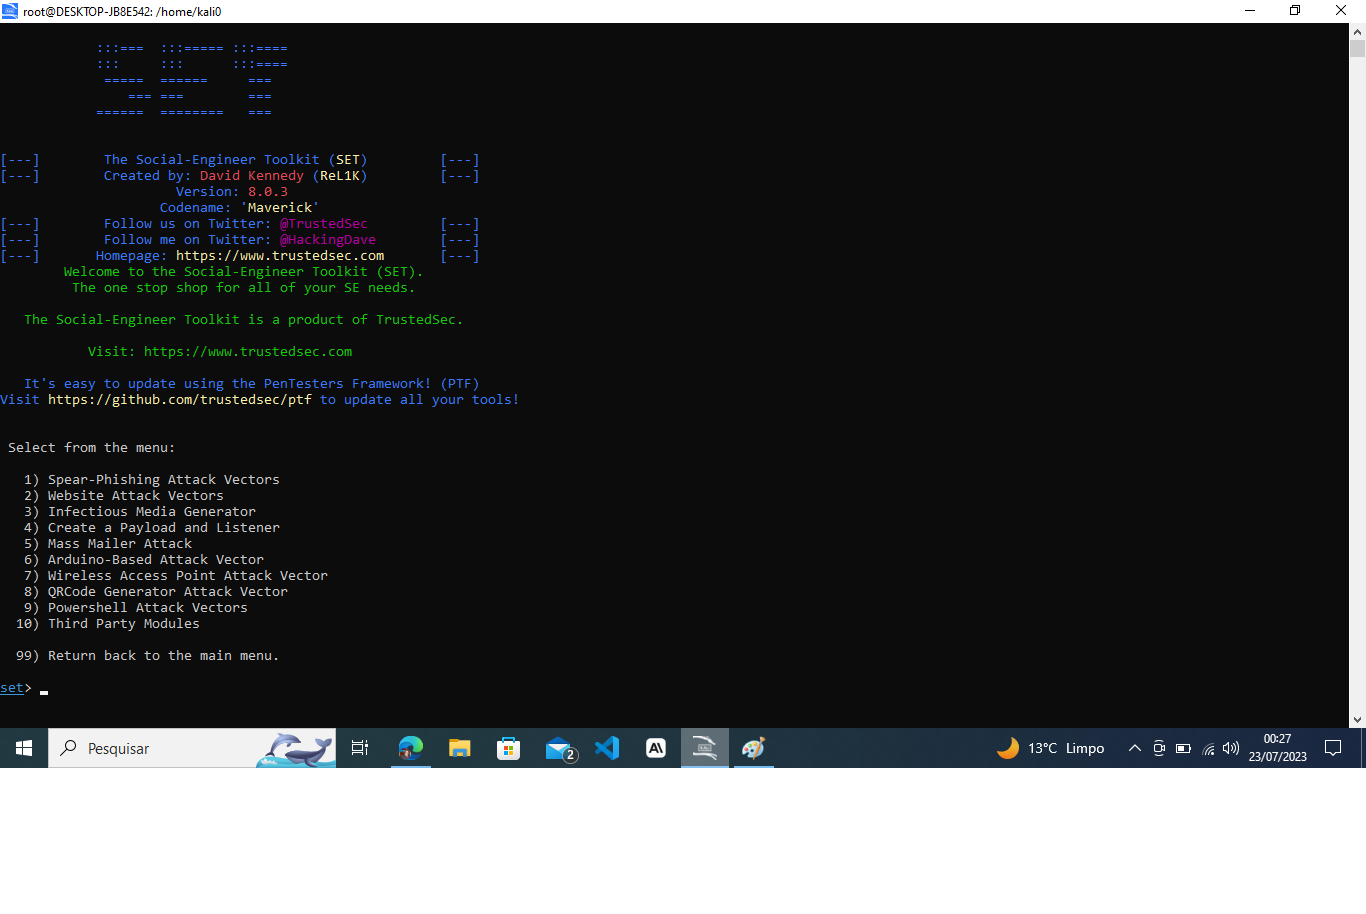 root@DESKTOP-JB8E542: /home/kali0
:::===  :::===== :::====
:::     :::      :::====
 =====  ======     ===
    === ===        ===
======  ========   ===
[---]        The Social-Engineer Toolkit (SET)         [---]
[---]        Created by: David Kennedy (ReL1K)         [---]
Version: 8.0.3
Codename: 'Maverick'
[---]        Follow us on Twitter: @TrustedSec         [---]
[---]        Follow me on Twitter: @HackingDave        [---]
[---]       Homepage: https://www.trustedsec.com       [---]
Welcome to the Social-Engineer Toolkit (SET).
The one stop shop for all of your SE needs.
The Social-Engineer Toolkit is a product of TrustedSec.
Visit: https://www.trustedsec.com
It's easy to update using the PenTesters Framework! (PTF)
Visit https://github.com/trustedsec/ptf to update all your tools!
Select from the menu:
1) Spear-Phishing Attack Vectors
2) Website Attack Vectors
3) Infectious Media Generator
4) Create a Payload and Listener
5) Mass Mailer Attack
6) Arduino-Based Attack Vector
7) Wireless Access Point Attack Vector
8) QRCode Generator Attack Vector
9) Powershell Attack Vectors
10) Third Party Modules
99) Return back to the main menu.
set>
Pesquisar
2
A\
13°C Limpo
00:27
23/07/2023